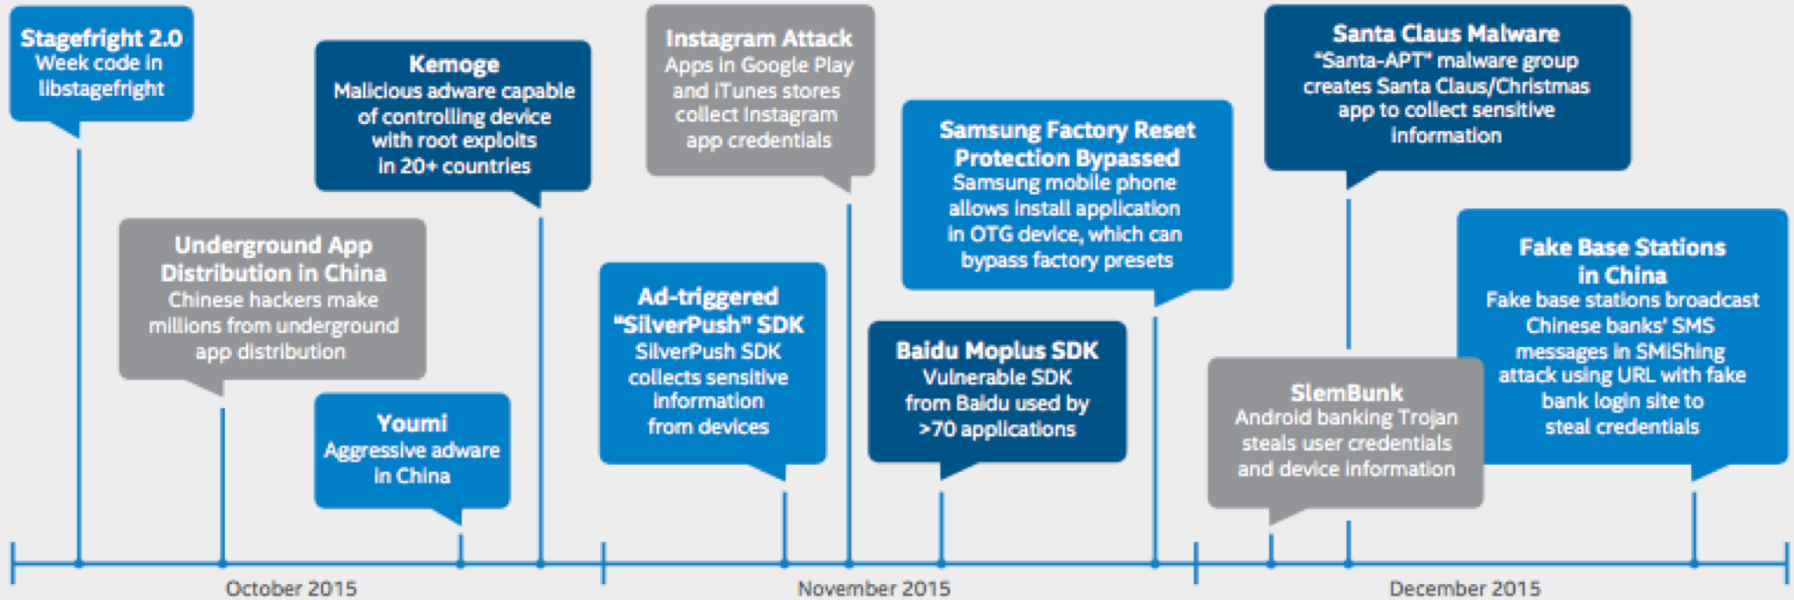 Stagefright 2.0
Week code in
libstagefright
Underground App
Distribution in China
Chinese hackers make
millions from underground
app distribution
Kemoge
Malicious adware capable
of controlling device
with root exploits
in 20+ countries
Youmi
Aggressive adware
in China
Instagram Attack
Apps in Google Play
and iTunes stores
collect Instagram
app credentials
Ad-triggered
"SilverPush" SDK
SilverPush SDK
collects sensitive
information
from devices
Samsung Factory Reset
Protection Bypassed
Samsung mobile phone
allows install application
in OTG device, which can
bypass factory presets
Baidu Moplus SDK
Vulnerable SDK
from Baidu used by
>70 applications
Santa Claus Malware
"Santa-APT" malware group
creates Santa Claus/Christmas
app to collect sensitive
information
SlemBunk
Android banking Trojan
steals user credentials
and device information
Fake Base Stations
in China
Fake base stations broadcast
Chinese banks' SMS
messages in SMiShing
attack using URL with fake
bank login site to
steal credentials
October 2015
November 2015
December 2015